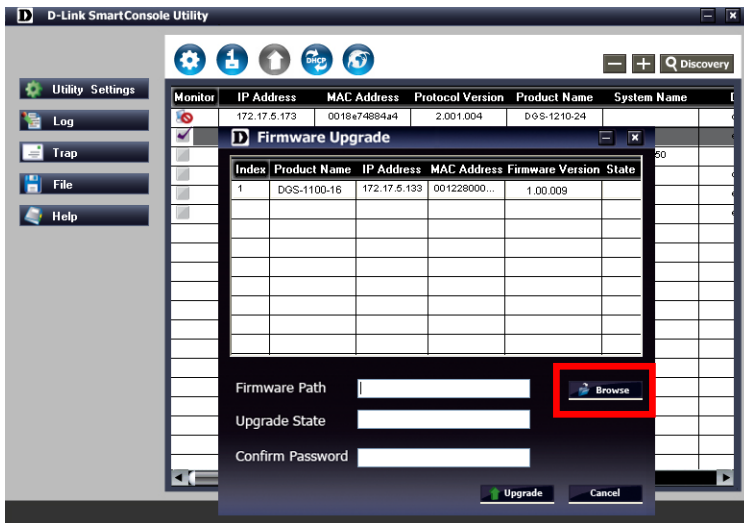 D-Link SmartConsole Utility
DHCP
Discovery
Utility Settings
Log
Trap
File
Help
Monitor IP Address MAC Address Protocol Version Product Name System Name
172.17.5.173 0018e74884a4 2.001.004 DGS-1210-24
50
Firmware Upgrade
Index Product Name IP Address MAC Address Firmware Version State
1 DGS-1100-16 172.17.5.133 001228000... 1.00.009
Firmware Path
Browse
Upgrade State
Confirm Password
Upgrade Cancel